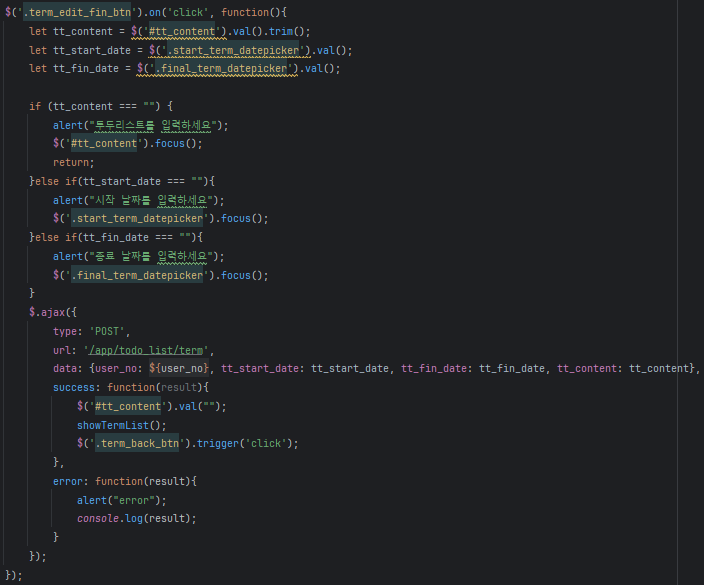 $('.term_edit_fin_btn').on('click', function(){
    let tt_content = $('#tt_content').val().trim();
    let tt_start_date = $('.start_term_datepicker').val();
    let tt_fin_date = $('.final_term_datepicker').val();

    if (tt_content === "") {
        alert("투두리스트를 입력하세요");
        $('#tt_content').focus();
        return;
    }else if(tt_start_date === ""){
        alert("시작 날짜를 입력하세요");
        $('.start_term_datepicker').focus();
    }else if(tt_fin_date === ""){
        alert("종료 날짜를 입력하세요");
        $('.final_term_datepicker').focus();
    }
    $.ajax({
        type: 'POST',
        url: '/app/todo_list/term',
        data: {user_no: ${user_no}, tt_start_date: tt_start_date, tt_fin_date: tt_fin_date, tt_content: tt_content},
        success: function(result){
            $('#tt_content').val("");
            showTermList();
            $('.term_back_btn').trigger('click');
        },
        error: function(result){
            alert("error");
            console.log(result);
        }
    });
});